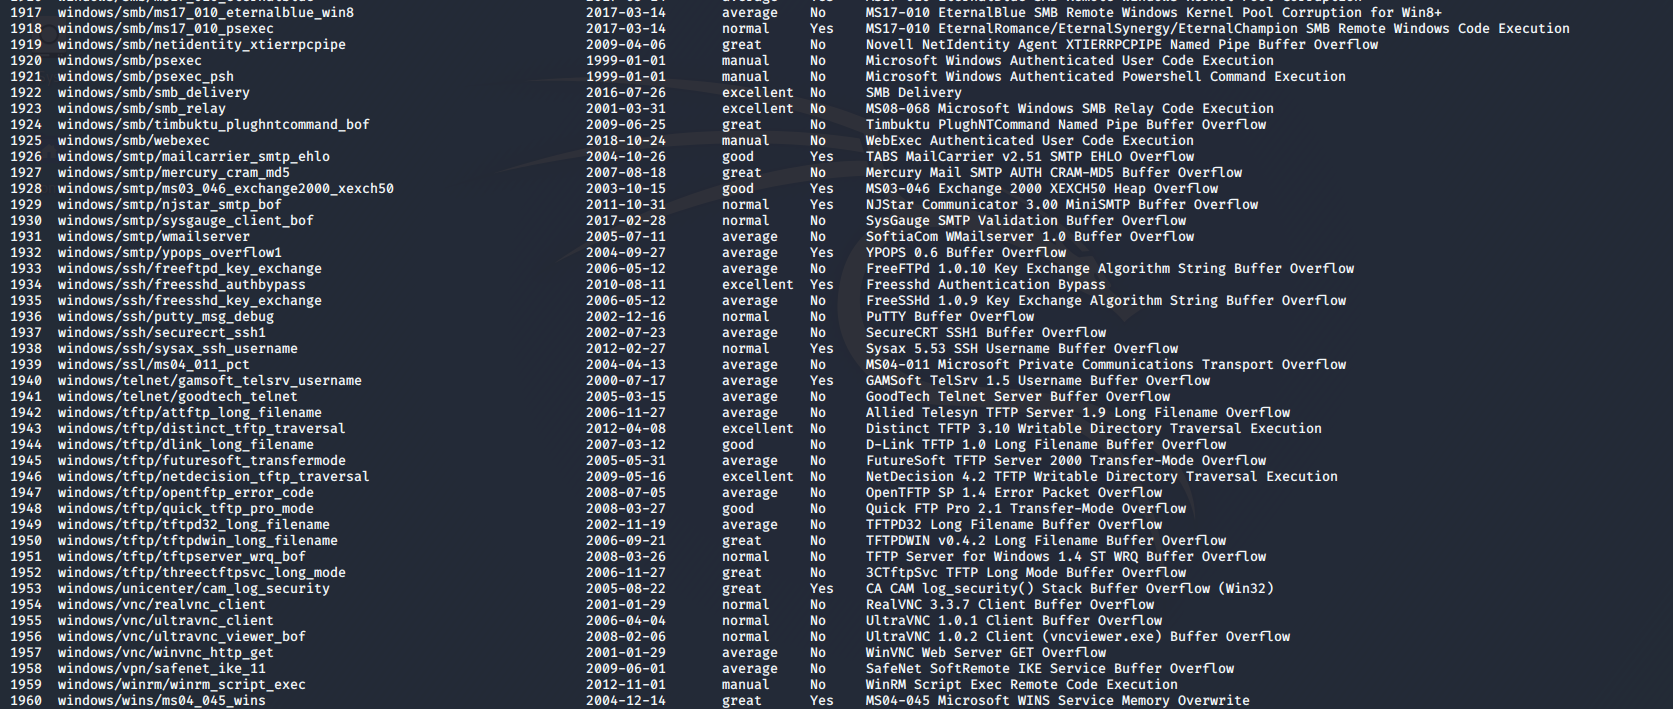 1917 windows/smb/ms17_010_eternalblue_win8 2017-03-14 average No MS17-010 EternalBlue SMB Remote Windows Kernel Pool Corruption for Win8+
1918 windows/smb/ms17_010_psexec 2017-03-14 normal Yes MS17-010 EternalRomance/EternalSynergy/EternalChampion SMB Remote Windows Code Execution
1919 windows/smb/netidentity_xtierrpcpipe 2009-04-06 great No Novell NetIdentity Agent XTIERRPCPIPE Named Pipe Buffer Overflow
1920 windows/smb/psexec 1999-01-01 manual No Microsoft Windows Authenticated User Code Execution
1921 windows/smb/psexec_psh 1999-01-01 manual No Microsoft Windows Authenticated Powershell Command Execution
1922 windows/smb/smb_delivery 2016-07-26 excellent No SMB Delivery
1923 windows/smb/smb_relay 2001-03-31 excellent No MS08-068 Microsoft Windows SMB Relay Code Execution
1924 windows/smb/timbuktu_plughntcommand_bof 2009-06-25 great No Timbuktu PlughNTCommand Named Pipe Buffer Overflow
1925 windows/smb/webexec 2018-10-24 manual No WebExec Authenticated User Code Execution
1926 windows/smtp/mailcarrier_smtp_ehlo 2004-10-26 good Yes TABS MailCarrier v2.51 SMTP EHLO Overflow
1927 windows/smtp/mercury_cram_md5 2007-08-18 great No Mercury Mail SMTP AUTH CRAM-MD5 Buffer Overflow
1928 windows/smtp/ms03_046_exchange2000_xexch50 2003-10-15 good Yes MS03-046 Exchange 2000 XEXCH50 Heap Overflow
1929 windows/smtp/njstar_smtp_bof 2011-10-31 normal Yes NJStar Communicator 3.00 MiniSMTP Buffer Overflow
1930 windows/smtp/sysgauge_client_bof 2017-02-28 normal No SysGauge SMTP Validation Buffer Overflow
1931 windows/smtp/wmailserver 2005-07-11 average No SoftiaCom WMailserver 1.0 Buffer Overflow
1932 windows/smtp/ypops_overflow1 2004-09-27 average Yes YPOPS 0.6 Buffer Overflow
1933 windows/ssh/freeftpd_key_exchange 2006-05-12 average No FreeFTPd 1.0.10 Key Exchange Algorithm String Buffer Overflow
1934 windows/ssh/freesshd_authbypass 2010-08-11 excellent Yes Freesshd Authentication Bypass
1935 windows/ssh/freesshd_key_exchange 2006-05-12 average No FreeSSHd 1.0.9 Key Exchange Algorithm String Buffer Overflow
1936 windows/ssh/putty_msg_debug 2002-12-16 normal No PuTTY Buffer Overflow
1937 windows/ssh/securecrt_ssh1 2002-07-23 average No SecureCRT SSH1 Buffer Overflow
1938 windows/ssh/sysax_ssh_username 2012-02-27 normal Yes Sysax 5.53 SSH Username Buffer Overflow
1939 windows/ssl/ms04_011_pct 2004-04-13 average No MS04-011 Microsoft Private Communications Transport Overflow
1940 windows/telnet/gamsoft_telsrv_username 2000-07-17 average Yes GAMSoft TelSrv 1.5 Username Buffer Overflow
1941 windows/telnet/goodtech_telnet 2005-03-15 average No GoodTech Telnet Server Buffer Overflow
1942 windows/tftp/attftp_long_filename 2006-11-27 average No Allied Telesyn TFTP Server 1.9 Long Filename Overflow
1943 windows/tftp/distinct_tftp_traversal 2012-04-08 excellent No Distinct TFTP 3.10 Writable Directory Traversal Execution
1944 windows/tftp/dlink_long_filename 2007-03-12 good No D-Link TFTP 1.0 Long Filename Buffer Overflow
1945 windows/tftp/futuresoft_transfermode 2005-05-31 average No FutureSoft TFTP Server 2000 Transfer-Mode Overflow
1946 windows/tftp/netdecision_tftp_traversal 2009-05-16 excellent No NetDecision 4.2 TFTP Writable Directory Traversal Execution
1947 windows/tftp/opentftp_error_code 2008-07-05 average No OpenTFTP SP 1.4 Error Packet Overflow
1948 windows/tftp/quick_tftp_pro_mode 2008-03-27 good No Quick FTP Pro 2.1 Transfer-Mode Overflow
1949 windows/tftp/tftpd32_long_filename 2002-11-19 average No TFTPD32 Long Filename Buffer Overflow
1950 windows/tftp/tftpdwin_long_filename 2006-09-21 great No TFTPDWIN v0.4.2 Long Filename Buffer Overflow
1951 windows/tftp/tftpserver_wrq_bof 2008-03-26 normal No TFTP Server for Windows 1.4 ST WRQ Buffer Overflow
1952 windows/tftp/threectftpsvc_long_mode 2006-11-27 great No 3CTftpSvc TFTP Long Mode Buffer Overflow
1953 windows/unicenter/cam_log_security 2005-08-22 great Yes CA CAM log_security() Stack Buffer Overflow (Win32)
1954 windows/vnc/realvnc_client 2001-01-29 normal No RealVNC 3.3.7 Client Buffer Overflow
1955 windows/vnc/ultravnc_client 2006-04-04 normal No UltraVNC 1.0.1 Client Buffer Overflow
1956 windows/vnc/ultravnc_viewer_bof 2008-02-06 normal No UltraVNC 1.0.2 Client (vncviewer.exe) Buffer Overflow
1957 windows/vnc/winvnc_http_get 2001-01-29 average No WinVNC Web Server GET Overflow
1958 windows/vpn/safenet_ike_11 2009-06-01 average No SafeNet SoftRemote IKE Service Buffer Overflow
1959 windows/winrm/winrm_script_exec 2012-11-01 manual No WinRM Script Exec Remote Code Execution
1960 windows/wins/ms04_045_wins 2004-12-14 great Yes MS04-045 Microsoft WINS Service Memory Overwrite